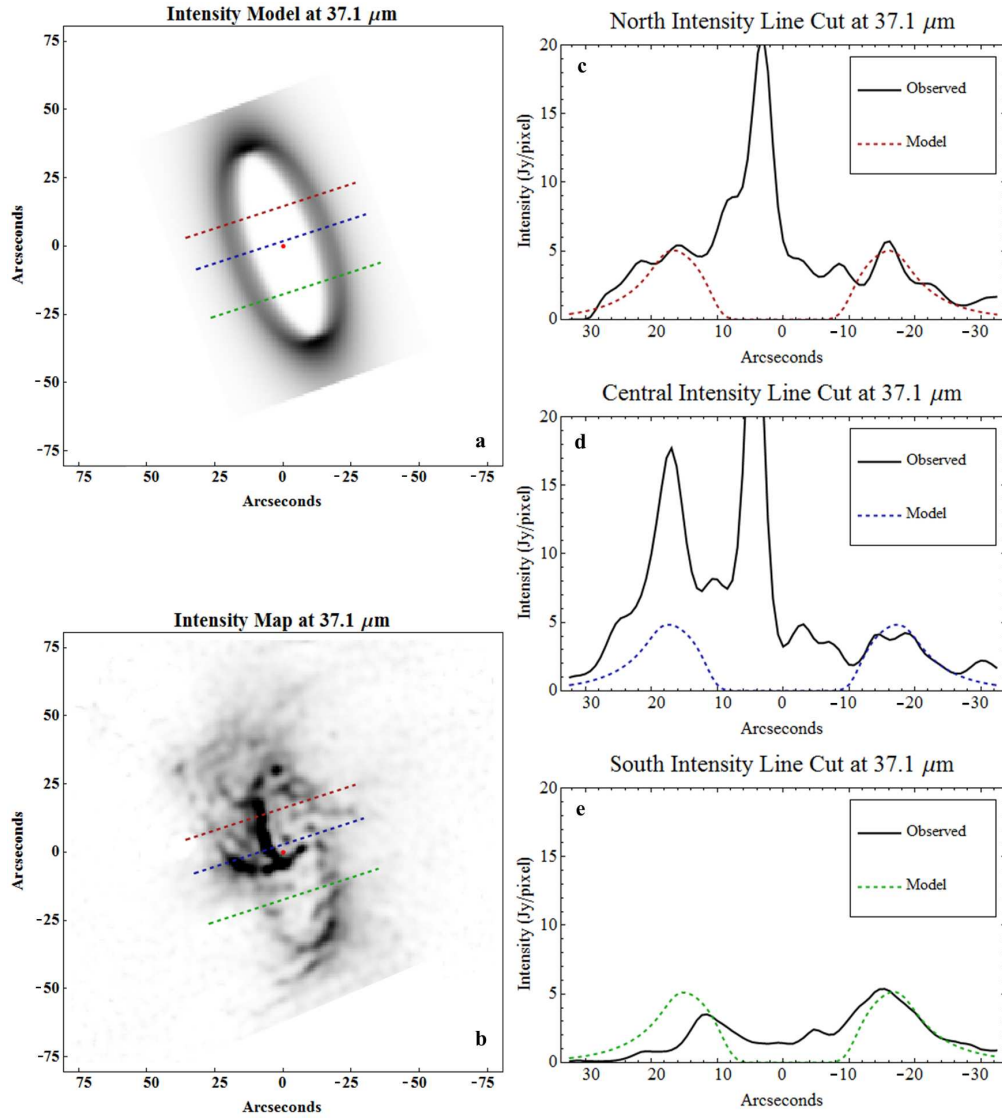 Intensity Model at 37.1 μm
75
50
25
0
-25
-50
-75
Arcseconds
75 50 25 0 -25 -50 -75
Arcseconds
a
Intensity Map at 37.1 μm
75
50
25
0
-25
-50
-75
Arcseconds
75 50 25 0 -25 -50 -75
Arcseconds
b
North Intensity Line Cut at 37.1 μm
c
Observed
Model
20
15
10
5
0
Intensity (Jy/pixel)
30 20 10 0 -10 -20 -30
Arcseconds
Central Intensity Line Cut at 37.1 μm
d
Observed
Model
20
15
10
5
0
Intensity (Jy/pixel)
30 20 10 0 -10 -20 -30
Arcseconds
South Intensity Line Cut at 37.1 μm
e
Observed
Model
20
15
10
5
0
Intensity (Jy/pixel)
30 20 10 0 -10 -20 -30
Arcseconds